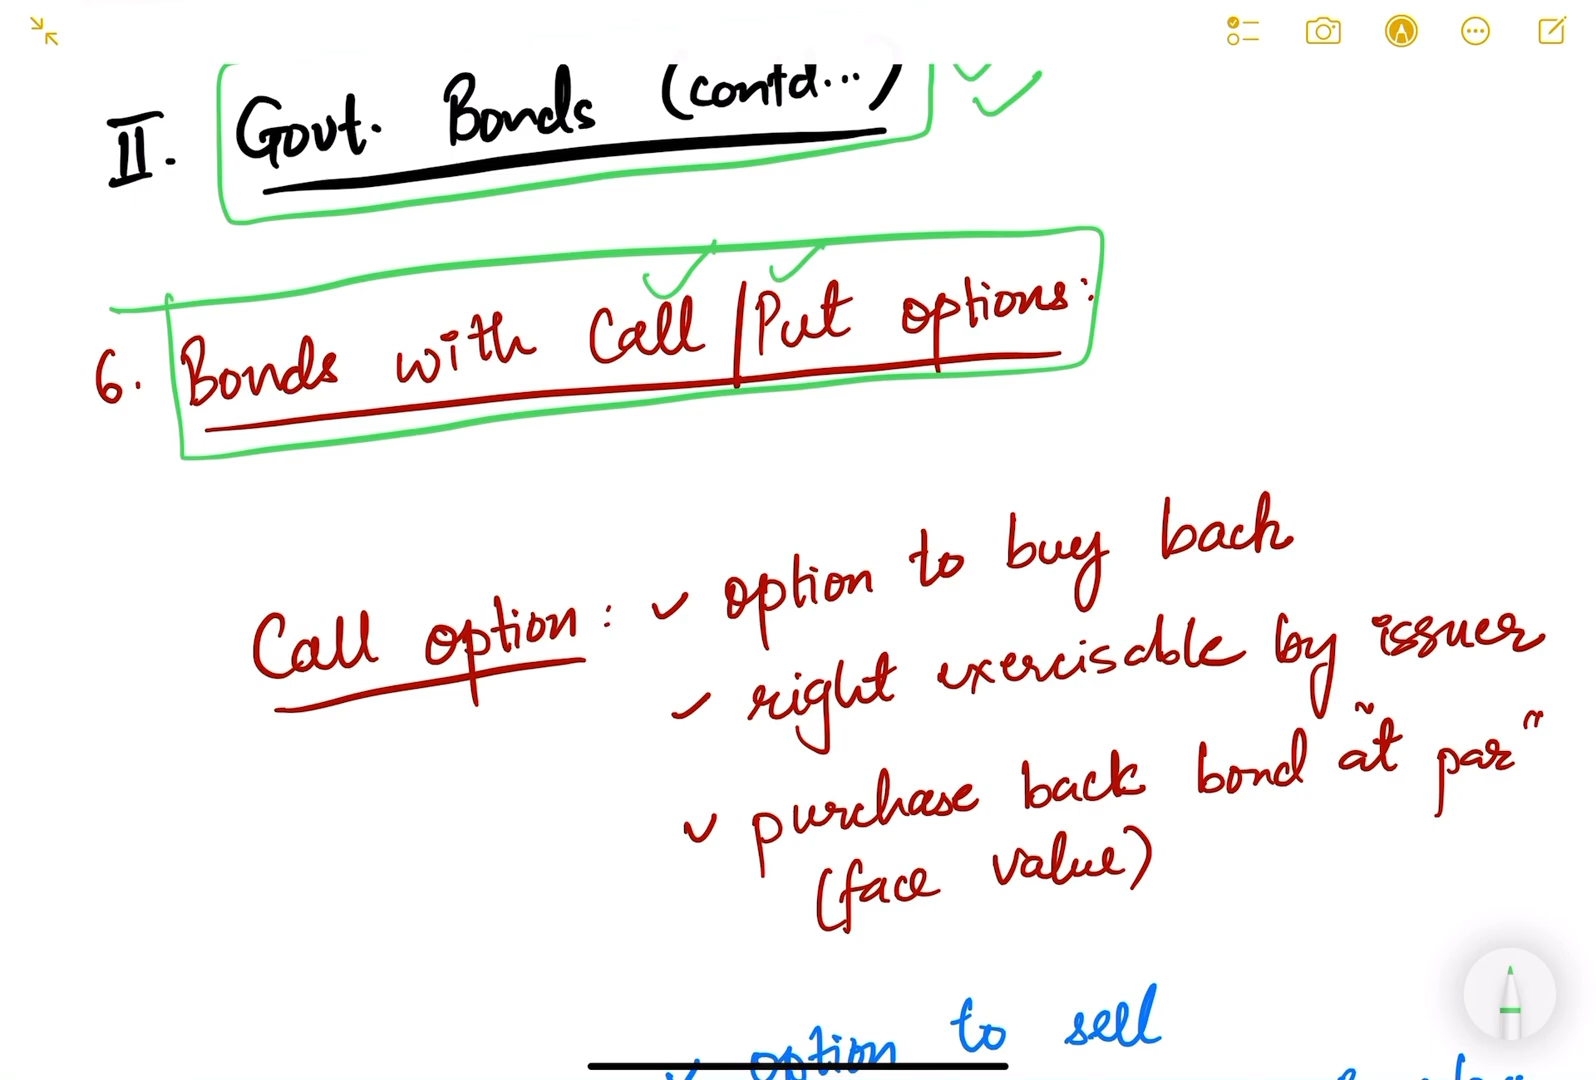 II. Govt. Bonds (contd...)
6. Bonds with Call/Put options:
Call option: ✓ option to buy back
✓ right exercisable by issuer
✓ purchase back bond "at par"
(face value)
✓ option to sell